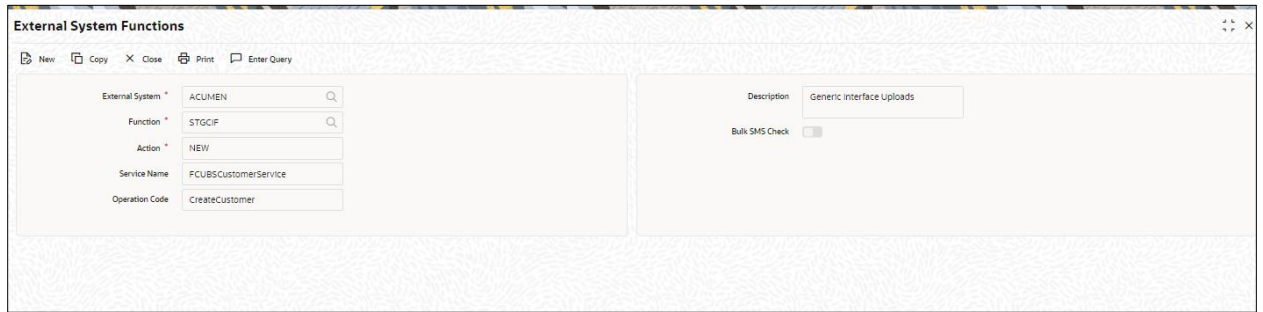 External System Functions
New Copy Close Print Enter Query
External System * ACUMEN
Function * STGCIF
Action * NEW
Service Name FCUBSCustomerService
Operation Code CreateCustomer
Description Generic Interface Uploads
Bulk SMS Check